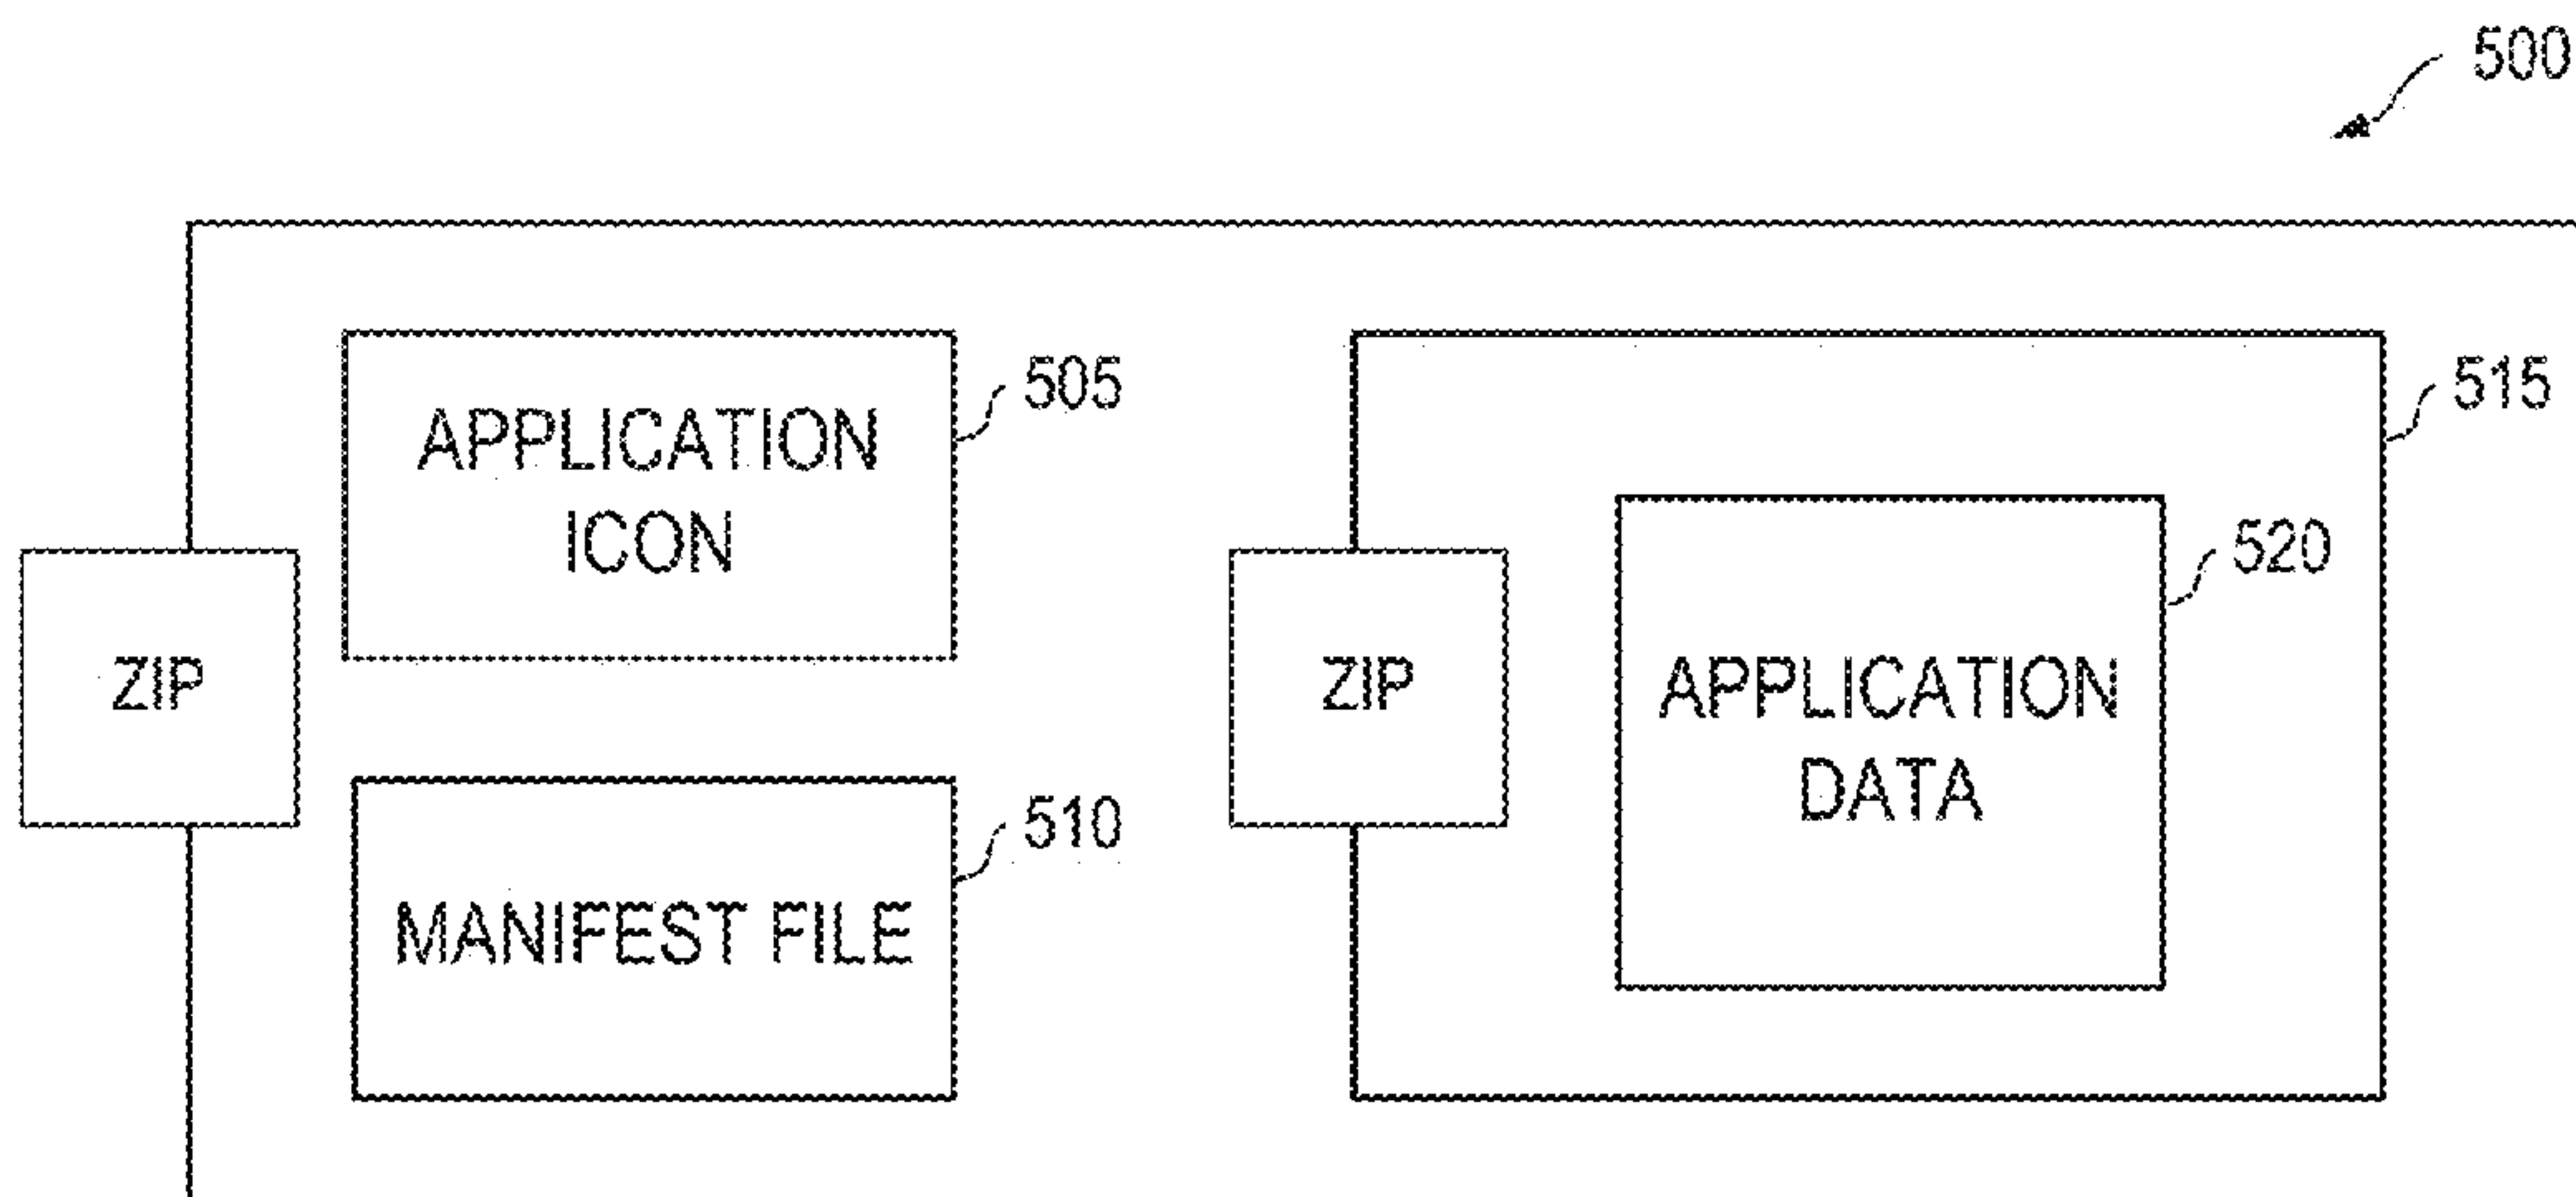 500
APPLICATION
ICON
505
515
ZIP
ZIP
520
APPLICATION
DATA
MANIFEST FILE
510